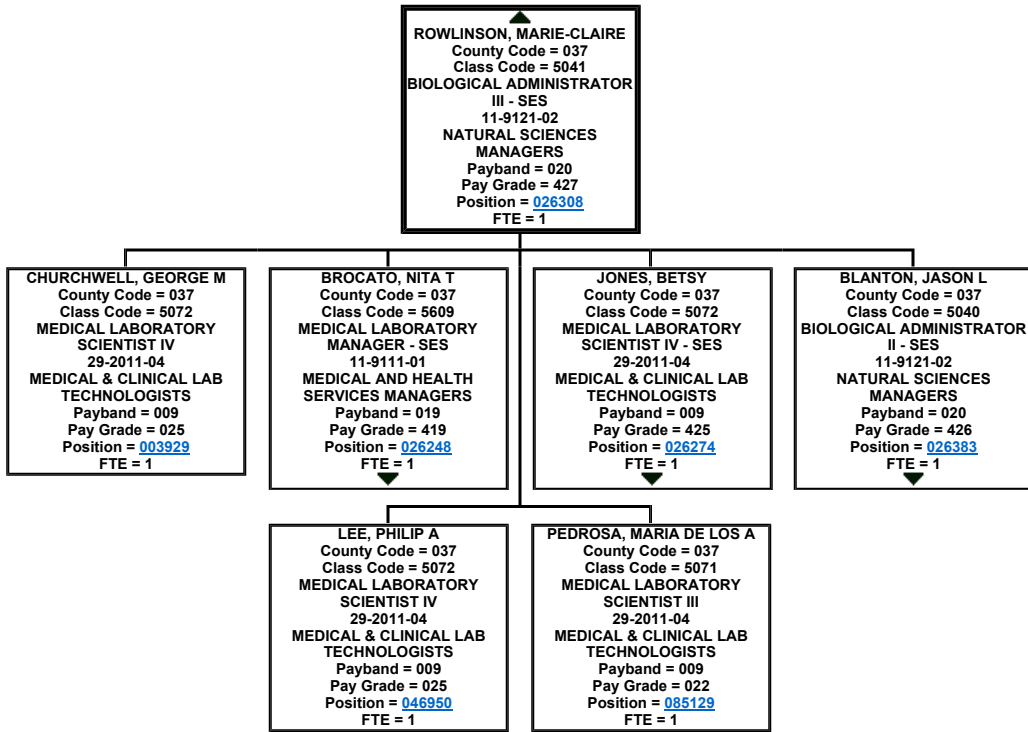 ROWLINSON, MARIE-CLAIRE
County Code = 037
Class Code = 5041
BIOLOGICAL ADMINISTRATOR
III - SES
11-9121-02
NATURAL SCIENCES
MANAGERS
Payband = 020
Pay Grade = 427
Position = 026308
FTE = 1
CHURCHWELL, GEORGE M
County Code = 037
Class Code = 5072
MEDICAL LABORATORY
SCIENTIST IV
29-2011-04
MEDICAL & CLINICAL LAB
TECHNOLOGISTS
Payband = 009
Pay Grade = 025
Position = 003929
FTE = 1
BROCATO, NITA T
County Code = 037
Class Code = 5609
MEDICAL LABORATORY
MANAGER - SES
11-9111-01
MEDICAL AND HEALTH
SERVICES MANAGERS
Payband = 019
Pay Grade = 419
Position = 026248
FTE = 1
JONES, BETSY
County Code = 037
Class Code = 5072
MEDICAL LABORATORY
SCIENTIST IV - SES
29-2011-04
MEDICAL & CLINICAL LAB
TECHNOLOGISTS
Payband = 009
Pay Grade = 425
Position = 026274
FTE = 1
BLANTON, JASON L
County Code = 037
Class Code = 5040
BIOLOGICAL ADMINISTRATOR
II - SES
11-9121-02
NATURAL SCIENCES
MANAGERS
Payband = 020
Pay Grade = 426
Position = 026383
FTE = 1
LEE, PHILIP A
County Code = 037
Class Code = 5072
MEDICAL LABORATORY
SCIENTIST IV
29-2011-04
MEDICAL & CLINICAL LAB
TECHNOLOGISTS
Payband = 009
Pay Grade = 025
Position = 046950
FTE = 1
PEDROSA, MARIA DE LOS A
County Code = 037
Class Code = 5071
MEDICAL LABORATORY
SCIENTIST III
29-2011-04
MEDICAL & CLINICAL LAB
TECHNOLOGISTS
Payband = 009
Pay Grade = 022
Position = 085129
FTE = 1